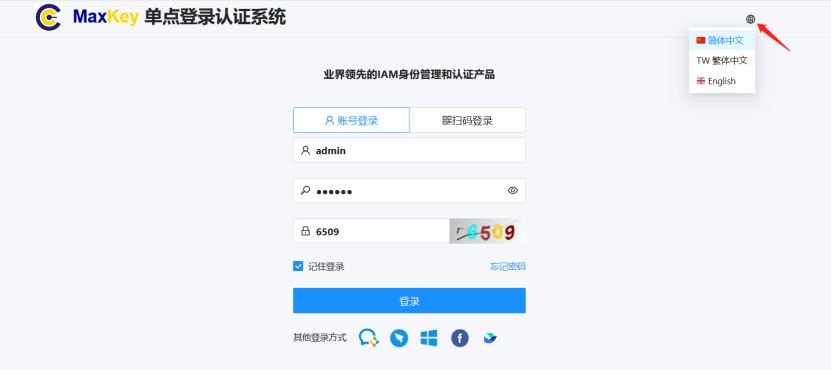 MaxKey 单点登录认证系统
简体中文
TW 繁体中文
English
业界领先的IAM身份管理和认证产品
账号登录 扫码登录
admin
●●●●●●
6509 6509
记住登录 忘记密码
登录
其他登录方式